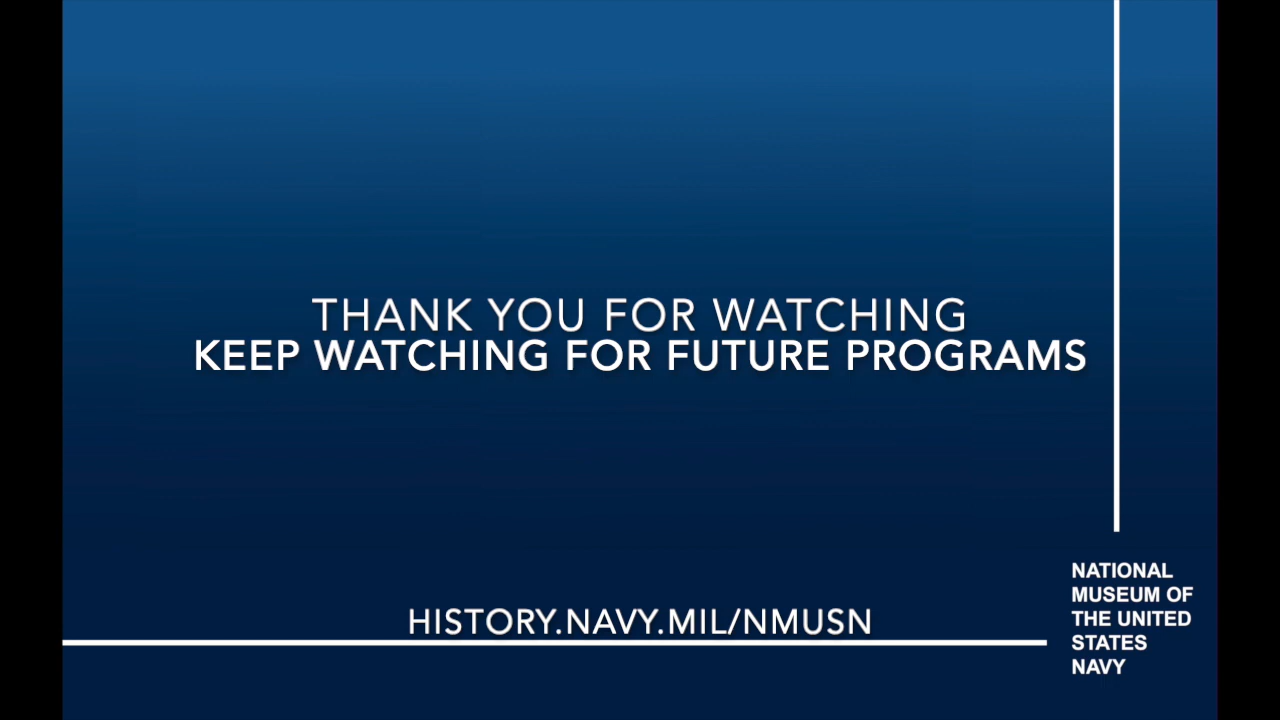 THANK YOU FOR WATCHING
KEEP WATCHING FOR FUTURE PROGRAMS
HISTORY.NAVY.MIL/NMUSN
NATIONAL
MUSEUM OF
THE UNITED
STATES
NAVY